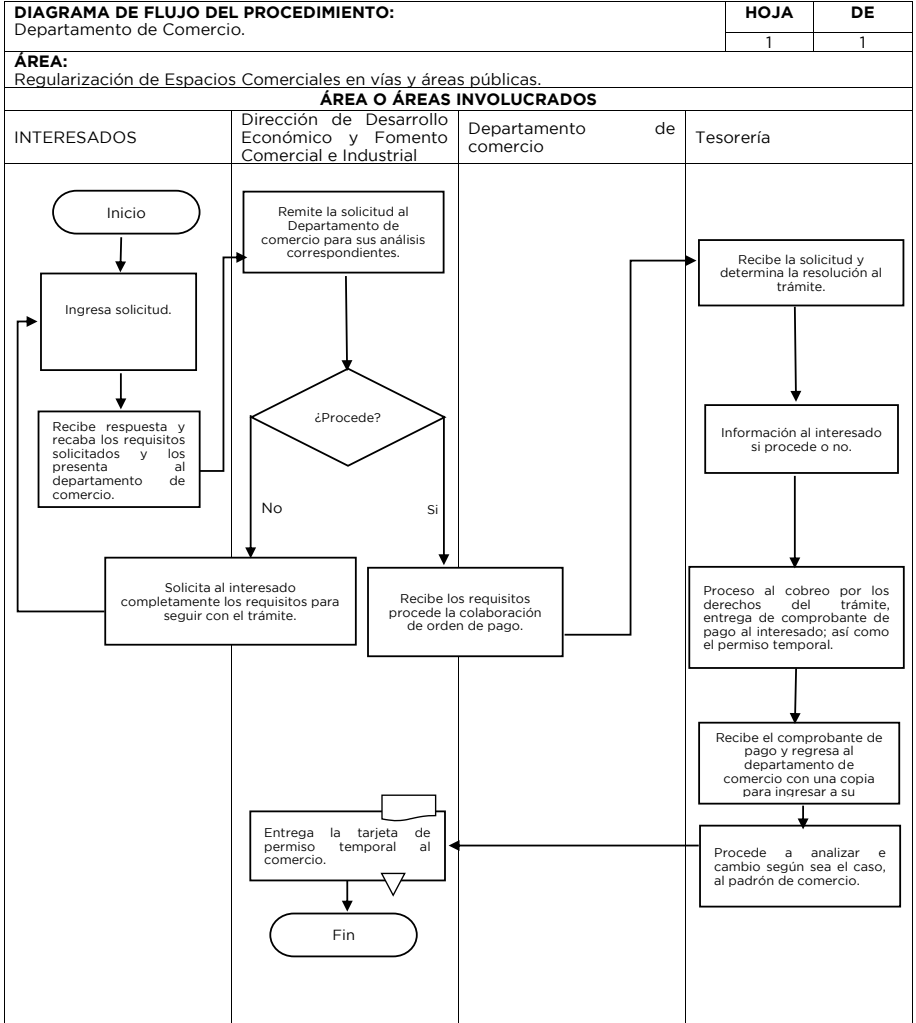 DIAGRAMA DE FLUJO DEL PROCEDIMIENTO:
Departamento de Comercio.
HOJA
DE
1
1
ÁREA:
Regularización de Espacios Comerciales en vías y áreas públicas.
ÁREA O ÁREAS INVOLUCRADOS
INTERESADOS
Dirección de Desarrollo
Económico y Fomento
Comercial e Industrial
Departamento de
comercio
Tesorería
Inicio
Ingresa solicitud.
Recibe respuesta y
recaba los requisitos
solicitados y los
presenta al
departamento de
comercio.
Remite la solicitud al
Departamento de
comercio para sus análisis
correspondientes.
¿Procede?
No
Si
Solicita al interesado
completamente los requisitos para
seguir con el trámite.
Recibe los requisitos
procede la colaboración
de orden de pago.
Recibe la solicitud y
determina la resolución al
trámite.
Información al interesado
si procede o no.
Proceso al cobreo por los
derechos del trámite,
entrega de comprobante de
pago al interesado; así como
el permiso temporal.
Recibe el comprobante de
pago y regresa al
departamento de
comercio con una copia
para ingresar a su
Procede a analizar e
cambio según sea el caso,
al padrón de comercio.
Entrega la tarjeta de
permiso temporal al
comercio.
Fin